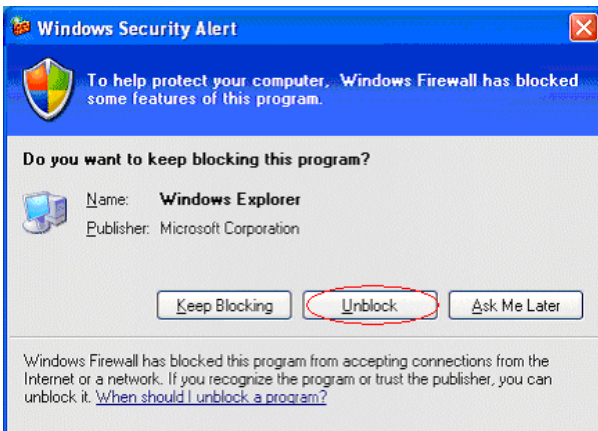 Windows Security Alert
To help protect your computer, Windows Firewall has blocked
some features of this program.
Do you want to keep blocking this program?
Name: Windows Explorer
Publisher: Microsoft Corporation
Keep Blocking Unblock Ask Me Later
Windows Firewall has blocked this program from accepting connections from the
Internet or a network. If you recognize the program or trust the publisher, you can
unblock it. When should I unblock a program?